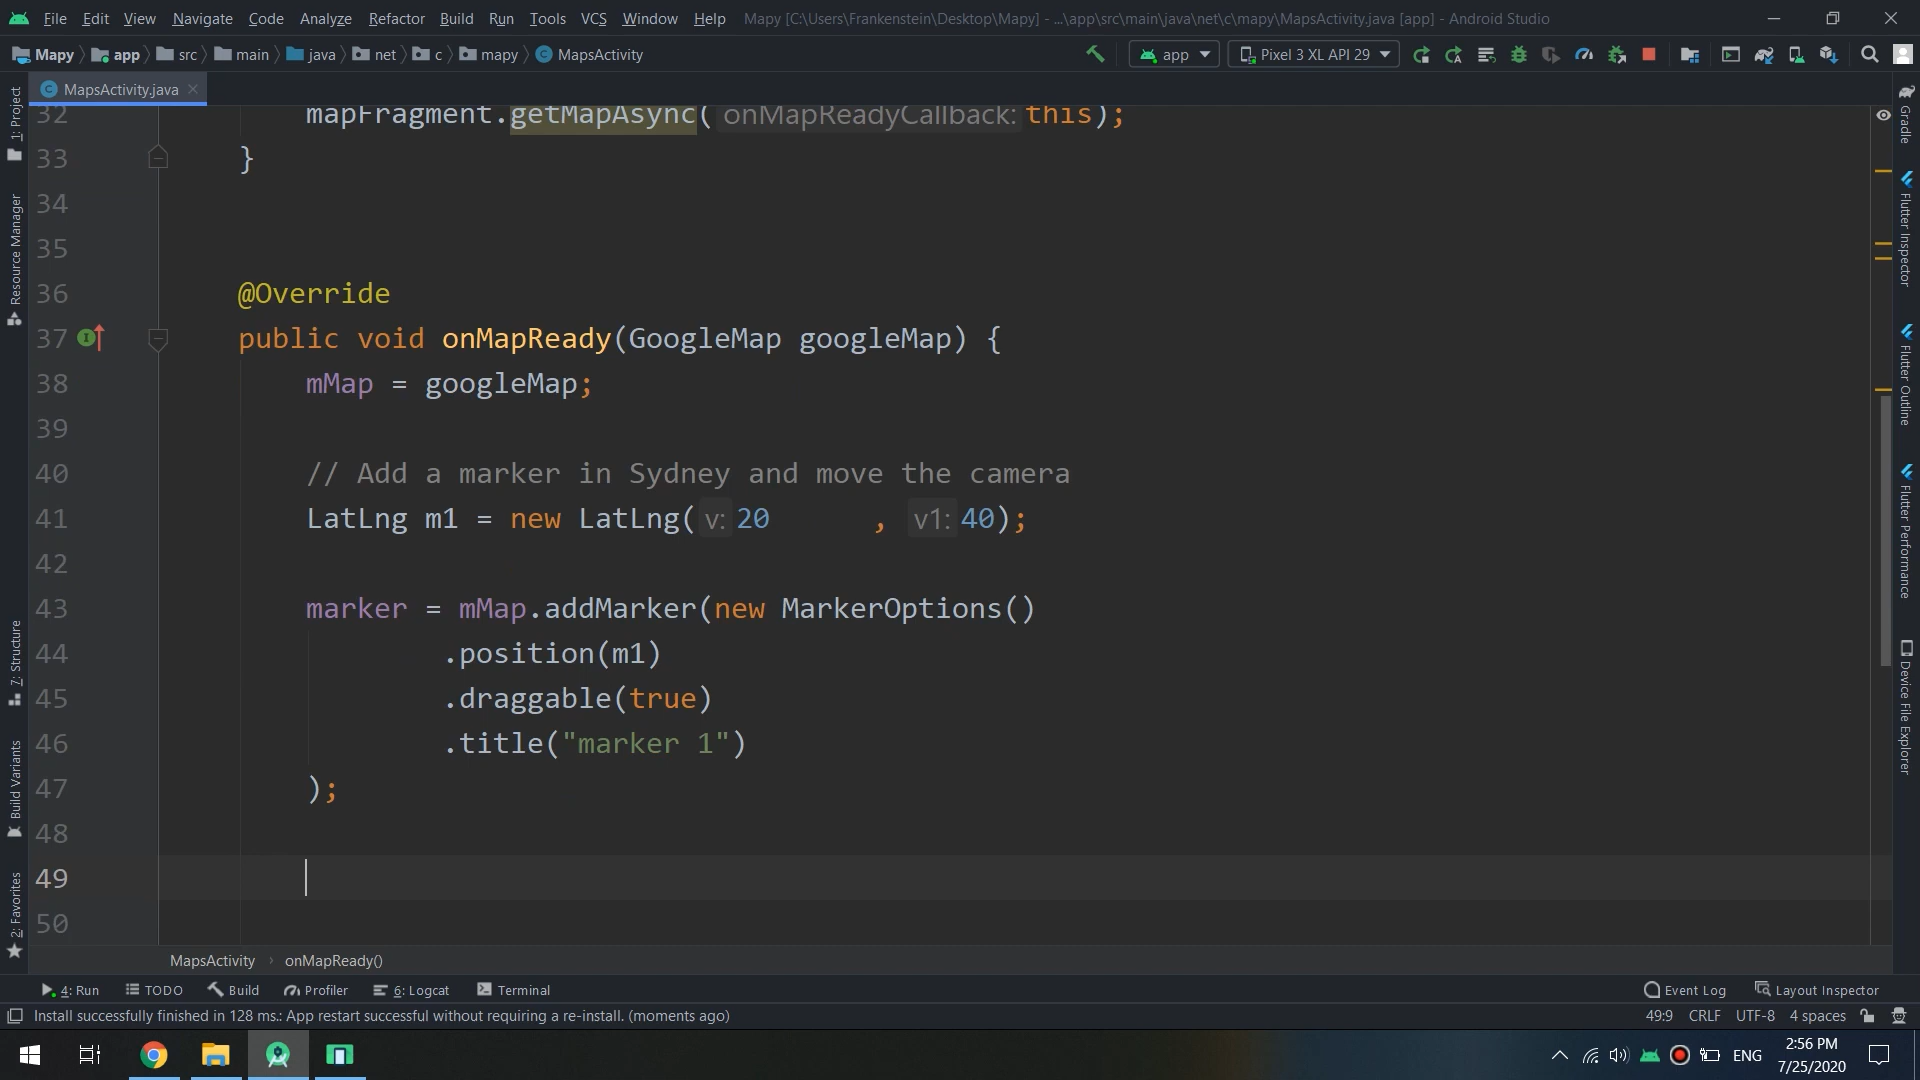 File Edit View Navigate Code Analyze Refactor Build Run Tools VCS Window Help Mapy [C:\Users\Frankenstein\Desktop\Mapy] - ...\app\src\main\java\net\c\mapy\MapsActivity.java [app] - Android Studio
Mapy app src main java net c mapy MapsActivity app Pixel 3 XL API 29
MapsActivity.java
32 mapFragment.getMapAsync( onMapReadyCallback: this);
33 }
34
35
36 @Override
37 public void onMapReady(GoogleMap googleMap) {
38 mMap = googleMap;
39
40 // Add a marker in Sydney and move the camera
41 LatLng m1 = new LatLng( v: 20 , v1: 40);
42
43 marker = mMap.addMarker(new MarkerOptions()
44 .position(m1)
45 .draggable(true)
46 .title("marker 1")
47 );
48
49
50
MapsActivity › onMapReady()
1: Project
Resource Manager
7: Structure
Build Variants
2: Favorites
Gradle
Flutter Inspector
Flutter Outline
Flutter Performance
Device File Explorer
4: Run TODO Build Profiler 6: Logcat Terminal Event Log Layout Inspector
Install successfully finished in 128 ms.: App restart successful without requiring a re-install. (moments ago) 49:9 CRLF UTF-8 4 spaces
ENG 2:56 PM
7/25/2020